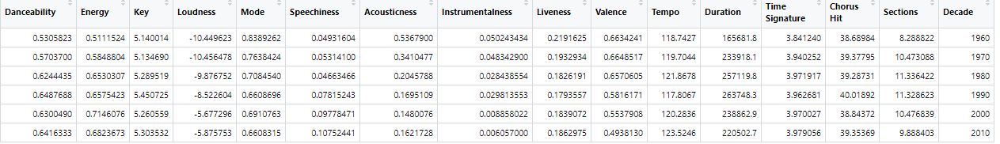 Danceability Energy Key Loudness Mode Speechiness Acousticness Instrumentalness Liveness Valence Tempo Duration Time Signature Chorus Hit Sections Decade
0.5305823 0.5111524 5.140014 -10.449623 0.8389262 0.04931604 0.5367900 0.050243434 0.2191625 0.6634241 118.7427 165681.8 3.841240 38.68984 8.288822 1960
0.5703700 0.5848804 5.134690 -10.456478 0.7638424 0.05314100 0.3410477 0.048342900 0.1932934 0.6648517 119.7044 233918.1 3.940252 39.37795 10.473088 1970
0.6244435 0.6530307 5.289519 -9.876752 0.7084540 0.04663466 0.2045788 0.028438554 0.1826191 0.6570605 121.8678 257119.8 3.971917 39.28731 11.336422 1980
0.6487688 0.6575423 5.450725 -8.522604 0.6608696 0.07815243 0.1695109 0.029813553 0.1793557 0.5816171 117.8067 263748.3 3.962681 40.01892 11.328623 1990
0.6300490 0.7146076 5.260559 -5.677296 0.6910763 0.09778471 0.1480076 0.008858022 0.1839072 0.5537908 120.2836 238862.9 3.970027 38.84372 10.476839 2000
0.6416333 0.6823673 5.303532 -5.875753 0.6608315 0.10752441 0.1621728 0.006057000 0.1862975 0.4938130 123.5246 220502.7 3.979056 39.35369 9.888403 2010